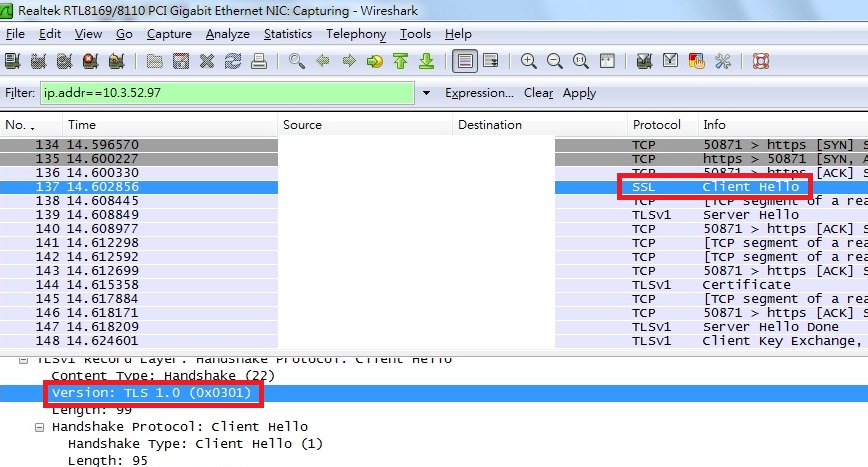 Realtek RTL8169/8110 PCI Gigabit Ethernet NIC: Capturing - Wireshark
File Edit View Go Capture Analyze Statistics Telephony Tools Help
Filter: ip.addr==10.3.52.97 Expression... Clear Apply
No. Time Source Destination Protocol Info
134 14.596570 TCP 50871 > https [SYN] S
135 14.600227 TCP https > 50871 [SYN, A
136 14.600330 TCP 50871 > https [ACK] S
137 14.602856 SSL Client Hello
138 14.608445 TCP [TCP segment of a rea
139 14.608849 TLSv1 Server Hello
140 14.608977 TCP 50871 > https [ACK] S
141 14.612298 TCP [TCP segment of a rea
142 14.612592 TCP [TCP segment of a rea
143 14.612699 TCP 50871 > https [ACK] S
144 14.615358 TLSv1 Certificate
145 14.617884 TCP [TCP segment of a rea
146 14.618171 TCP 50871 > https [ACK] S
147 14.618209 TLSv1 Server Hello Done
148 14.624601 TLSv1 Client Key Exchange,
TLSv1 Record Layer: Handshake Protocol: Client Hello
Content Type: Handshake (22)
Version: TLS 1.0 (0x0301)
Length: 99
Handshake Protocol: Client Hello
Handshake Type: Client Hello (1)
Length: 95